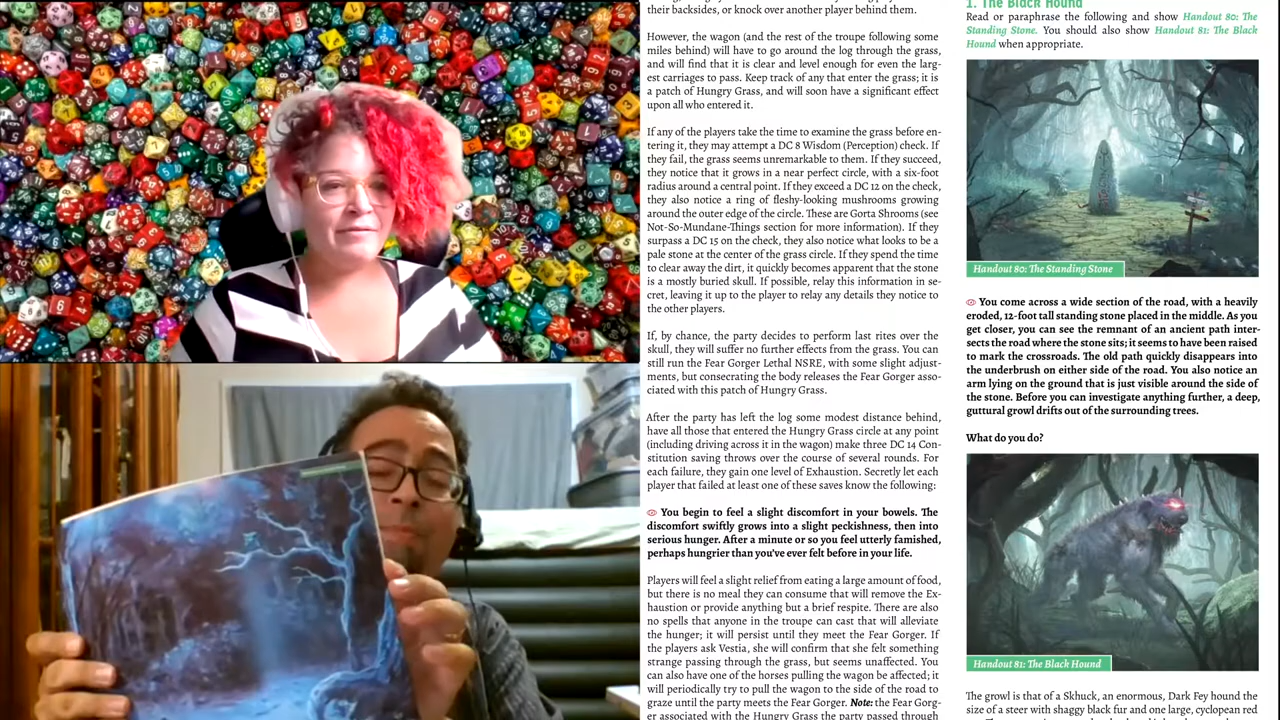 their backsides, or knock over another player behind them.
However, the wagon (and the rest of the troupe following some
miles behind) will have to go around the log through the grass,
and will find that it is clear and level enough for even the larg-
est carriages to pass. Keep track of any that enter the grass; it is
a patch of Hungry Grass, and will soon have a significant effect
upon all who entered it.
If any of the players take the time to examine the grass before en-
tering it, they may attempt a DC 8 Wisdom (Perception) check. If
they fail, the grass seems unremarkable to them. If they succeed,
they notice that it grows in a near perfect circle, with a six-foot
radius around a central point. If they exceed a DC 12 on the check,
they also notice a ring of fleshy-looking mushrooms growing
around the outer edge of the circle. These are Gorta Shrooms (see
Not-So-Mundane-Things section for more information). If they
surpass a DC 15 on the check, they also notice what looks to be a
pale stone at the center of the grass circle. If they spend the time
to clear away the dirt, it quickly becomes apparent that the stone
is a mostly buried skull. If possible, relay this information in se-
cret, leaving it up to the player to relay any details they notice to
the other players.
If, by chance, the party decides to perform last rites over the
skull, they will suffer no further effects from the grass. You can
still run the Fear Gorger Lethal NSRE, with some slight adjust-
ments, but consecrating the body releases the Fear Gorger asso-
ciated with this patch of Hungry Grass.
After the party has left the log some modest distance behind,
have all those that entered the Hungry Grass circle at any point
(including driving across it in the wagon) make three DC 14 Con-
stitution saving throws over the course of several rounds. For
each failure, they gain one level of Exhaustion. Secretly let each
player that failed at least one of these saves know the following:
You begin to feel a slight discomfort in your bowels. The
discomfort swiftly grows into a slight peckishness, then into
serious hunger. After a minute or so you feel utterly famished,
perhaps hungrier than you've ever felt before in your life.
Players will feel a slight relief from eating a large amount of food,
but there is no meal they can consume that will remove the Ex-
haustion or provide anything but a brief respite. There are also
no spells that anyone in the troupe can cast that will alleviate
the hunger; it will persist until they meet the Fear Gorger. If
the players ask Vestia, she will confirm that she felt something
strange passing through the grass, but seems unaffected. You
can also have one of the horses pulling the wagon be affected; it
will periodically try to pull the wagon to the side of the road to
graze until the party meets the Fear Gorger. Note: the Fear Gorg-
er associated with the Hungry Grass the party passed through
1. The Black Hound
Read or paraphrase the following and show Handout 80: The
Standing Stone. You should also show Handout 81: The Black
Hound when appropriate.
Handout 80: The Standing Stone
You come across a wide section of the road, with a heavily
eroded, 12-foot tall standing stone placed in the middle. As you
get closer, you can see the remnant of an ancient path inter-
sects the road where the stone sits; it seems to have been raised
to mark the crossroads. The old path quickly disappears into
the underbrush on either side of the road. You also notice an
arm lying on the ground that is just visible around the side of
the stone. Before you can investigate anything further, a deep,
guttural growl drifts out of the surrounding trees.
What do you do?
Handout 81: The Black Hound
The growl is that of a Skhuck, an enormous, Dark Fey hound the
size of a steer with shaggy black fur and one large, cyclopean red